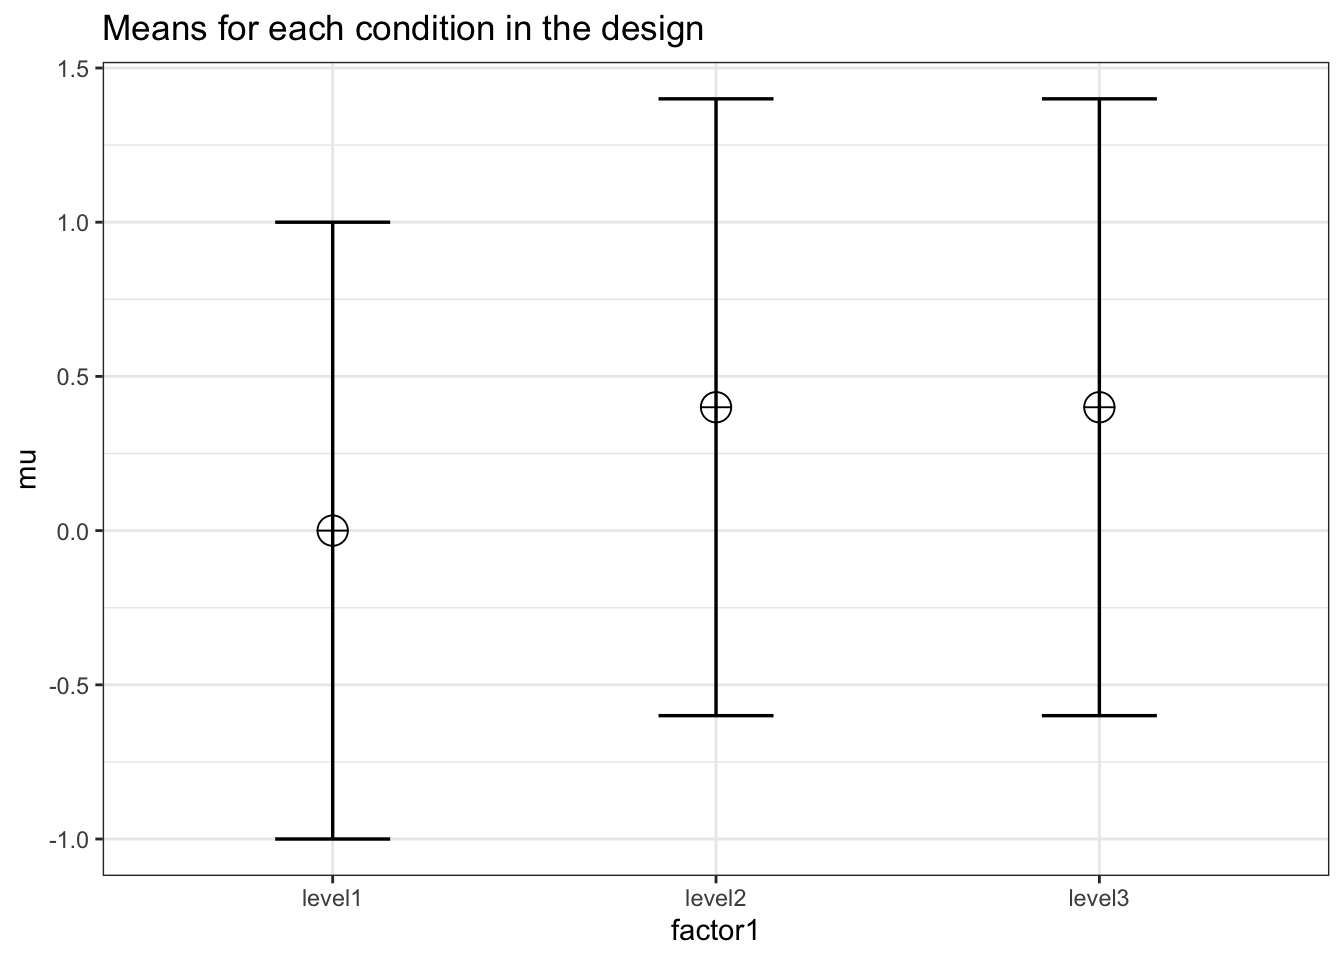 Means for each condition in the design
1.5
1.0
0.5
0.0
-0.5
-1.0
mu
level1 level2 level3
factor1